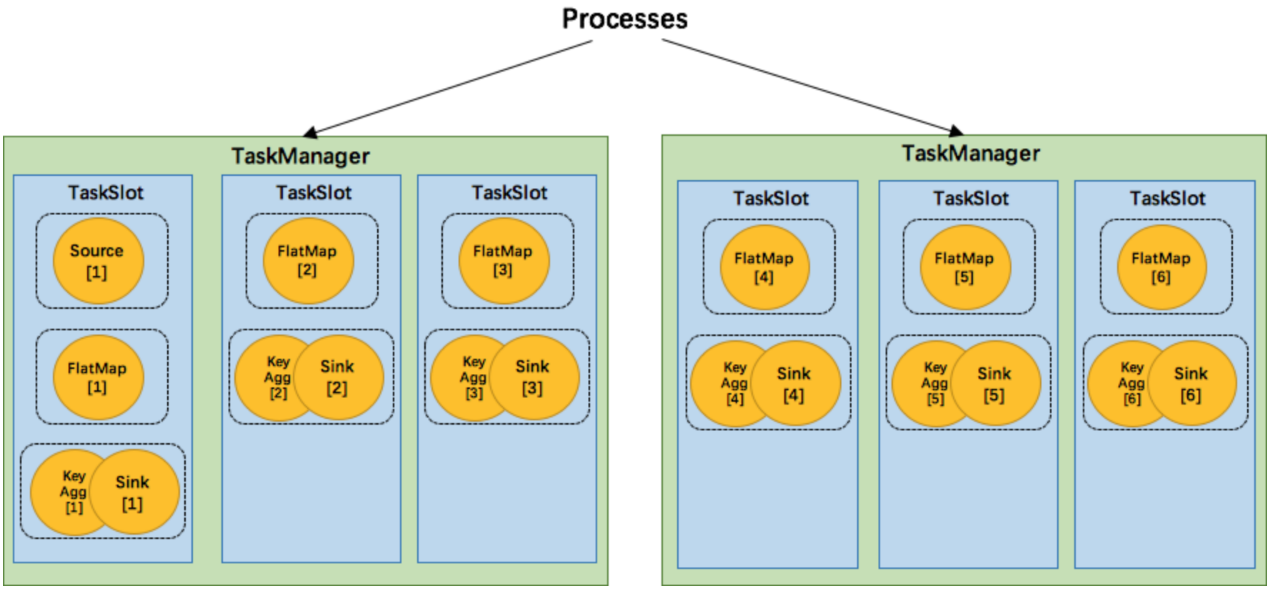 Processes
TaskManager
TaskSlot
Source
[1]
FlatMap
[1]
Key
Agg
[1]
Sink
[1]
TaskSlot
FlatMap
[2]
Key
Agg
[2]
Sink
[2]
TaskSlot
FlatMap
[3]
Key
Agg
[3]
Sink
[3]
TaskManager
TaskSlot
FlatMap
[4]
Key
Agg
[4]
Sink
[4]
TaskSlot
FlatMap
[5]
Key
Agg
[5]
Sink
[5]
TaskSlot
FlatMap
[6]
Key
Agg
[6]
Sink
[6]